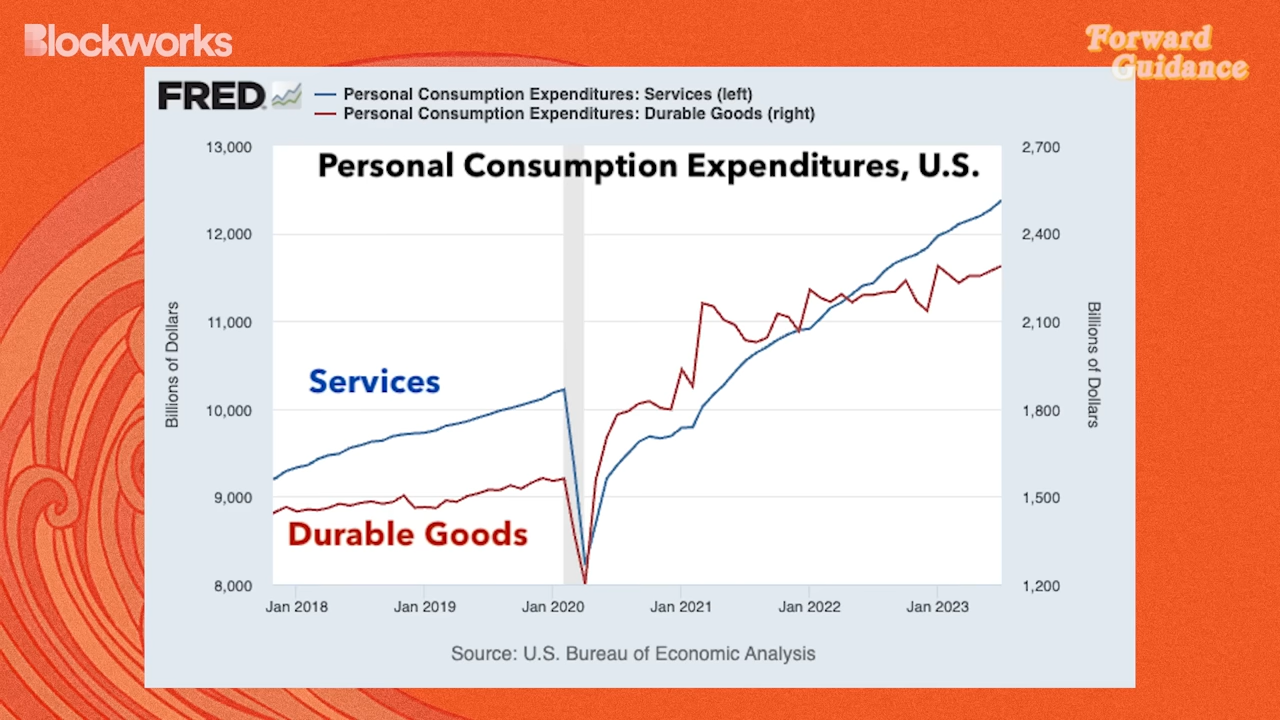 Blockworks
Forward
Guidance
FRED
Personal Consumption Expenditures: Services (left)
Personal Consumption Expenditures: Durable Goods (right)
Personal Consumption Expenditures, U.S.
13,000
12,000
11,000
10,000
9,000
8,000
Billions of Dollars
2,700
2,400
2,100
1,800
1,500
1,200
Billions of Dollars
Services
Durable Goods
Jan 2018
Jan 2019
Jan 2020
Jan 2021
Jan 2022
Jan 2023
Source: U.S. Bureau of Economic Analysis